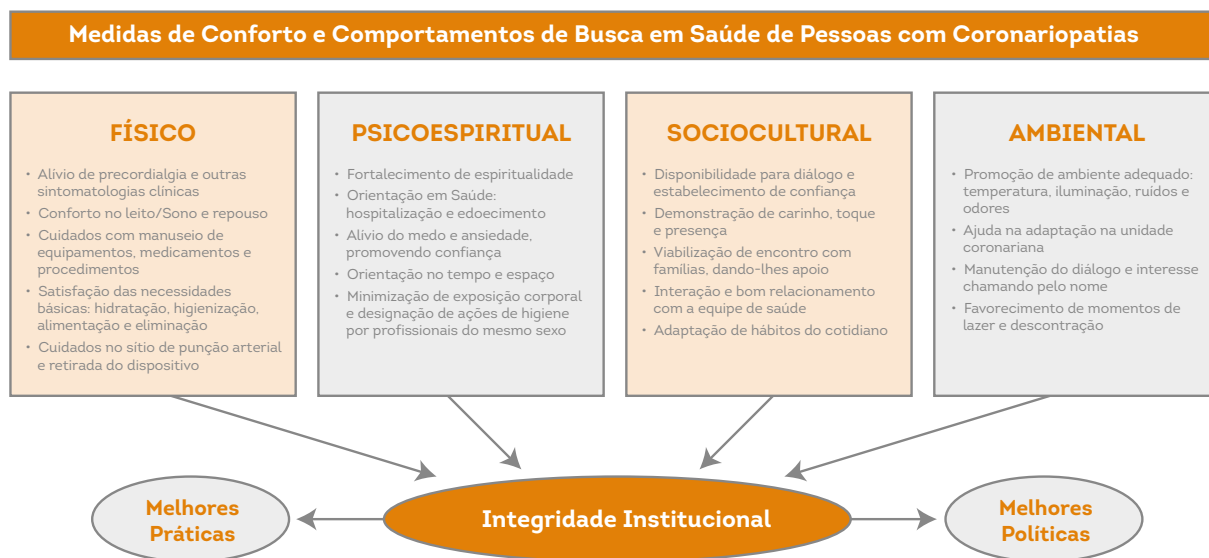 Medidas de Conforto e Comportamentos de Busca em Saúde de Pessoas com Coronariopatias
FÍSICO
• Alívio de precordialgia e outras
sintomatologias clínicas
• Conforto no leito/Sono e repouso
• Cuidados com manuseio de
equipamentos, medicamentos e
procedimentos
• Satisfação das necessidades
básicas: hidratação, higienização,
alimentação e eliminação
• Cuidados no sítio de punção arterial
e retirada do dispositivo
PSICOESPIRITUAL
• Fortalecimento de espiritualidade
• Orientação em Saúde:
hospitalização e edoecimento
• Alívio do medo e ansiedade,
promovendo confiança
• Orientação no tempo e espaço
• Minimização de exposição corporal
e designação de ações de higiene
por profissionais do mesmo sexo
SOCIOCULTURAL
• Disponibilidade para diálogo e
estabelecimento de confiança
• Demonstração de carinho, toque
e presença
• Viabilização de encontro com
famílias, dando-lhes apoio
• Interação e bom relacionamento
com a equipe de saúde
• Adaptação de hábitos do cotidiano
AMBIENTAL
• Promoção de ambiente adequado:
temperatura, iluminação, ruídos e
odores
• Ajuda na adaptação na unidade
coronariana
• Manutenção do diálogo e interesse
chamando pelo nome
• Favorecimento de momentos de
lazer e descontração
Melhores
Práticas
Integridade Institucional
Melhores
Políticas